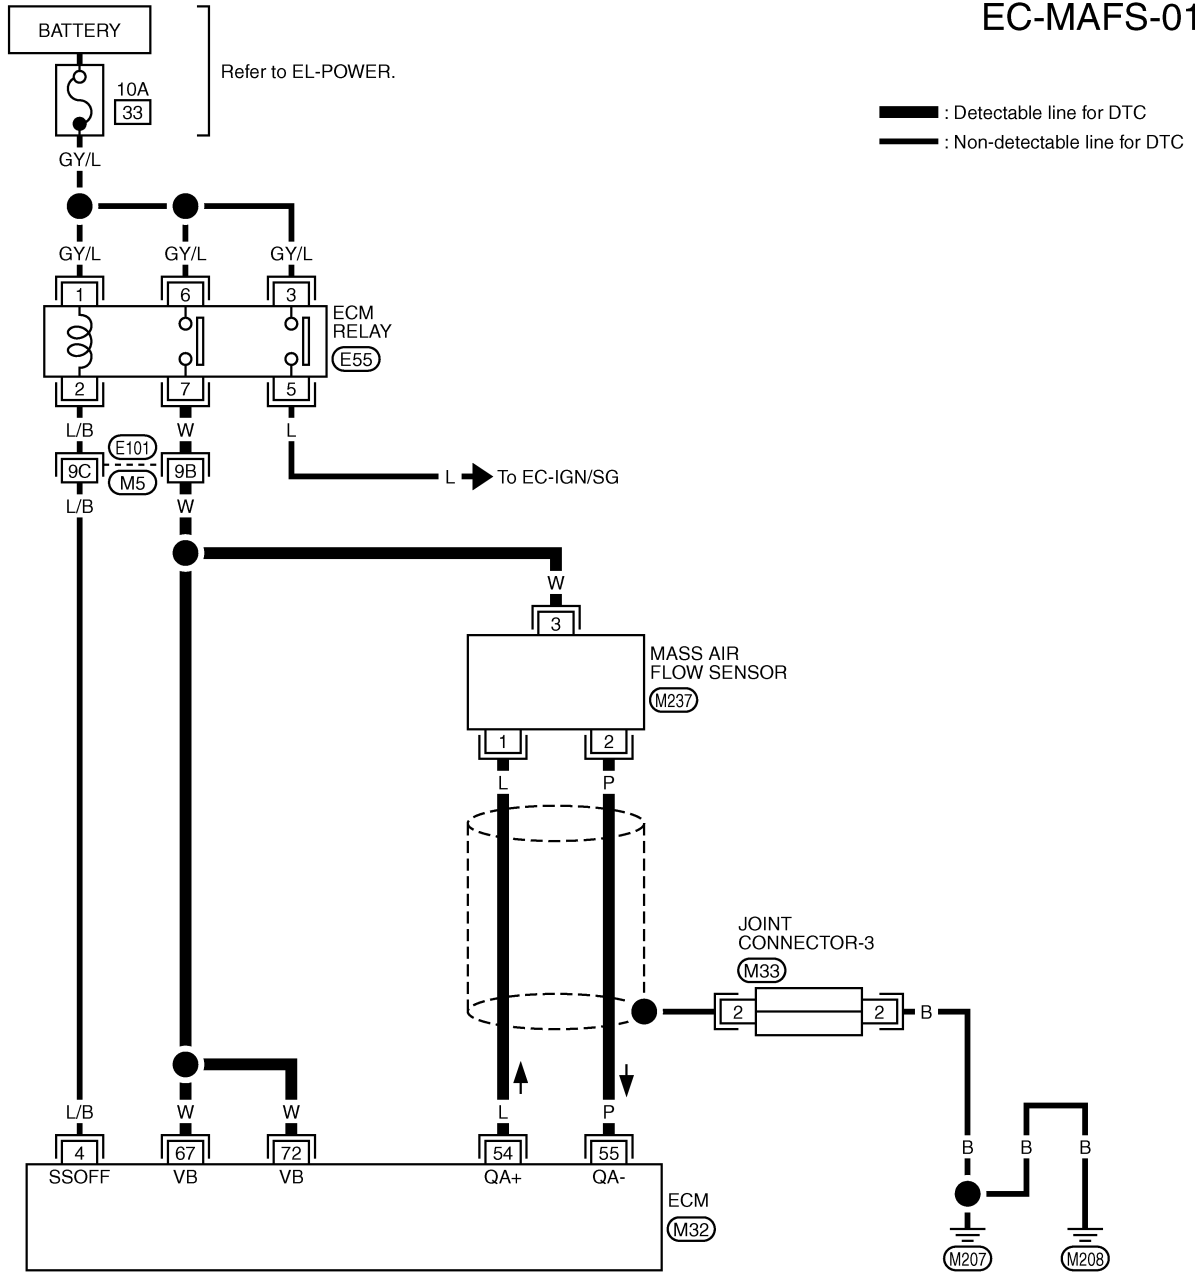 EC-MAFS-01
BATTERY
Refer to EL-POWER.
10A
33
: Detectable line for DTC
: Non-detectable line for DTC
GY/L
GY/L GY/L GY/L
1 6 3
ECM
RELAY
E55
2 7 5
L/B W L
E101
9C 9B
M5
L To EC-IGN/SG
L/B W
W
3
MASS AIR
FLOW SENSOR
M237
1 2
L P
JOINT
CONNECTOR-3
M33
2 2 B
L/B W W L P
B B B
4 67 72 54 55
SSOFF VB VB QA+ QA-
ECM
M32
M207 M208